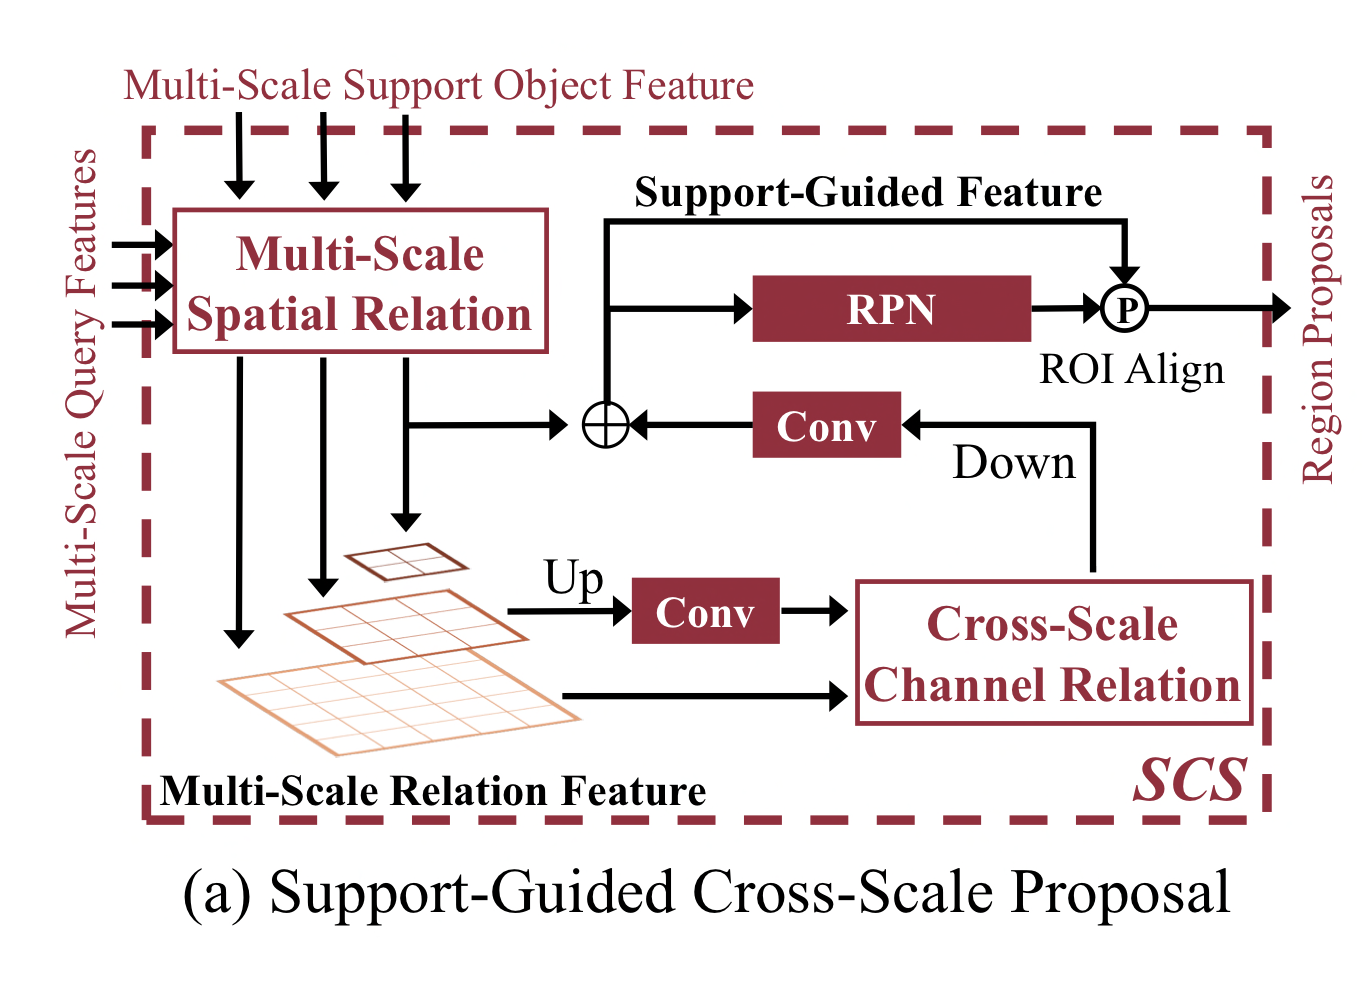 Multi-Scale Support Object Feature
Multi-Scale Query Features
Multi-Scale
Spatial Relation
Support-Guided Feature
RPN
P
ROI Align
Region Proposals
Conv
Down
Up
Conv
Cross-Scale
Channel Relation
Multi-Scale Relation Feature
SCS
(a) Support-Guided Cross-Scale Proposal